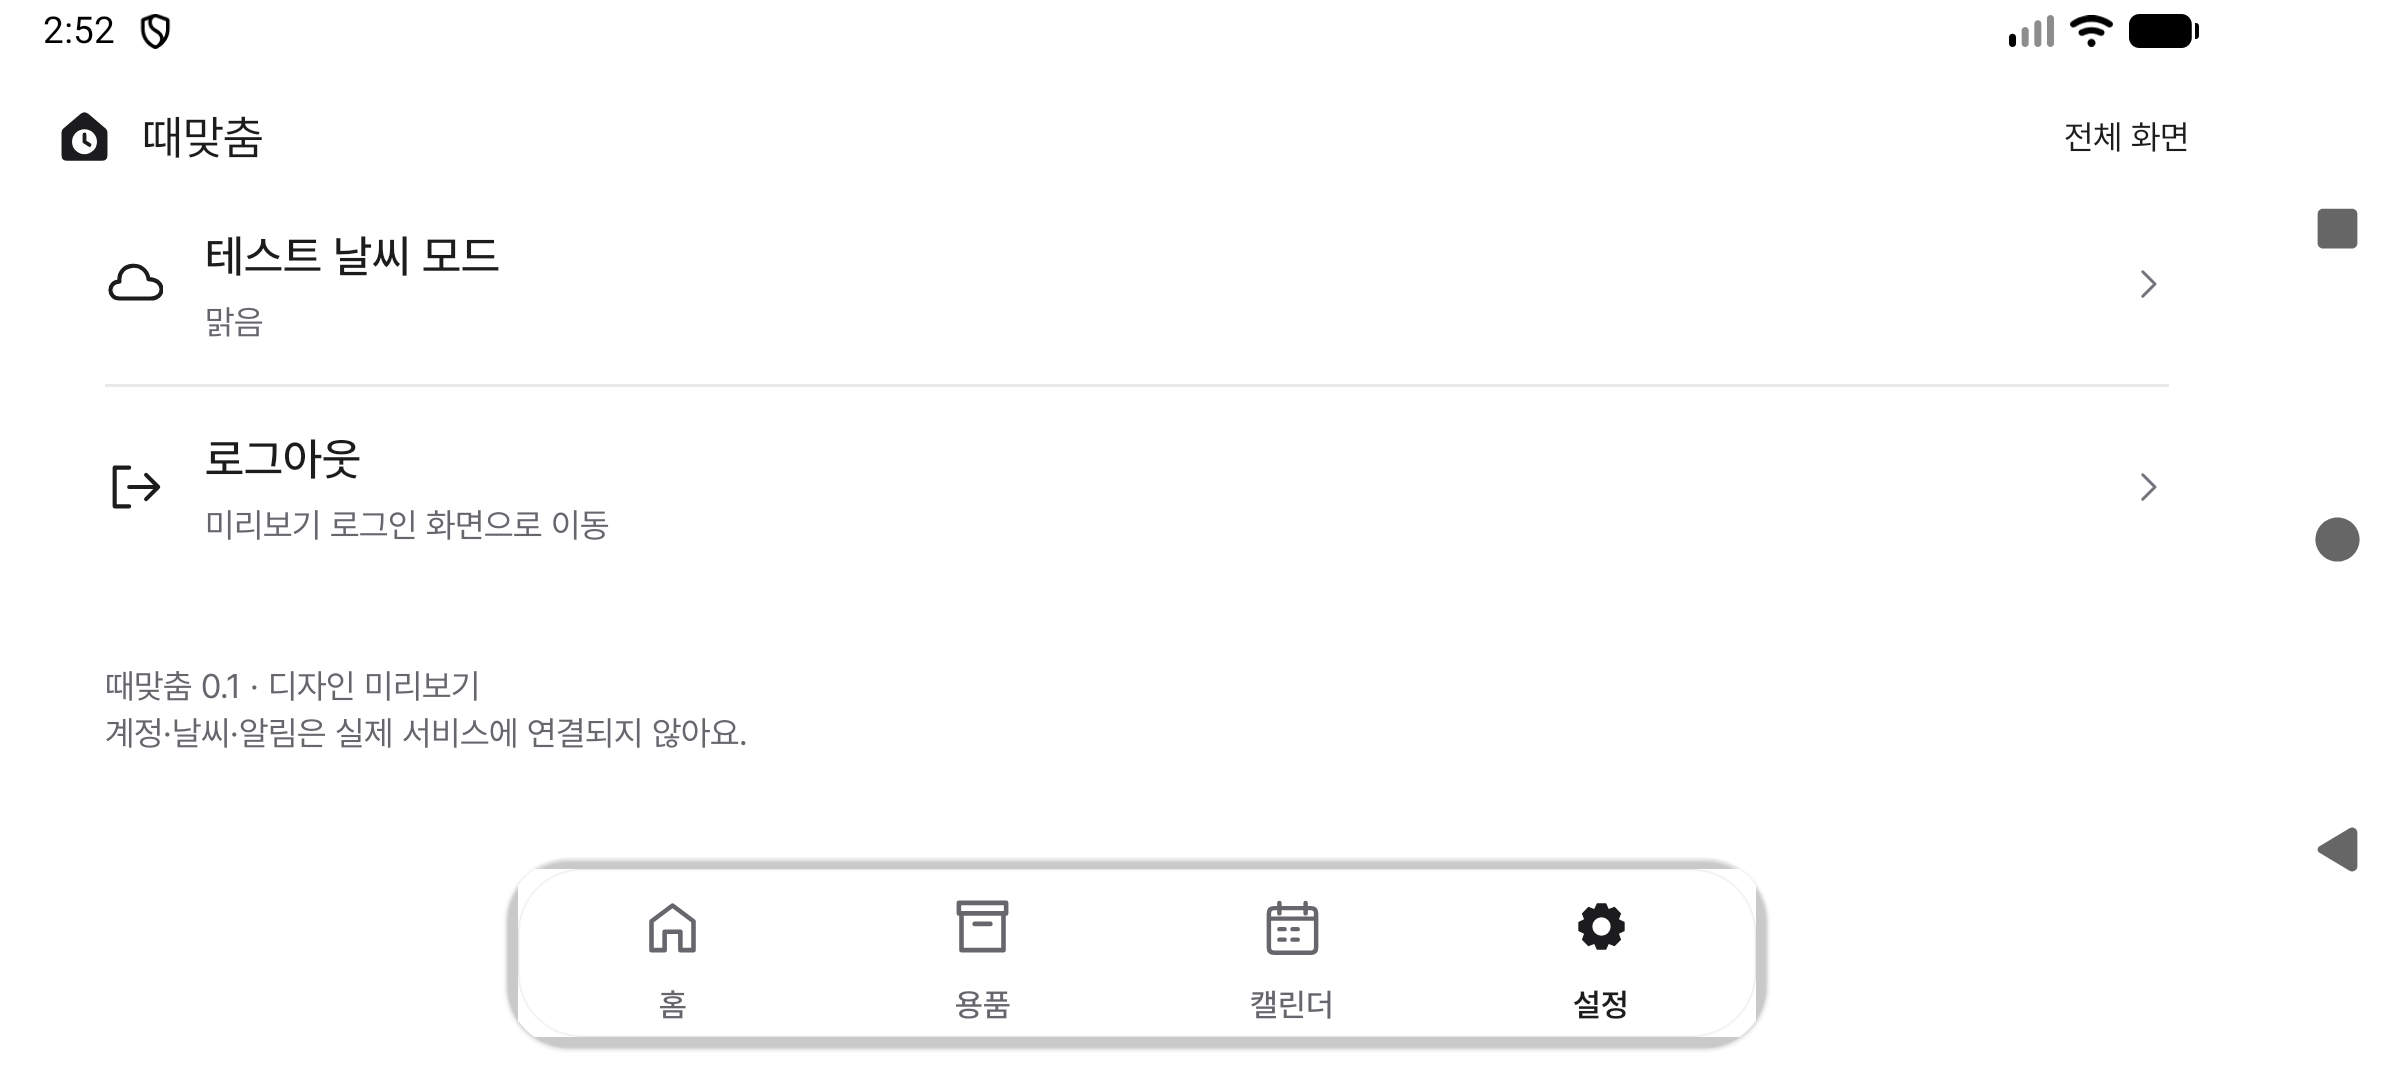 2:52
때맞춤
전체 화면
테스트 날씨 모드
맑음
로그아웃
미리보기 로그인 화면으로 이동
때맞춤 0.1 · 디자인 미리보기
계정·날씨·알림은 실제 서비스에 연결되지 않아요.
홈
용품
캘린더
설정